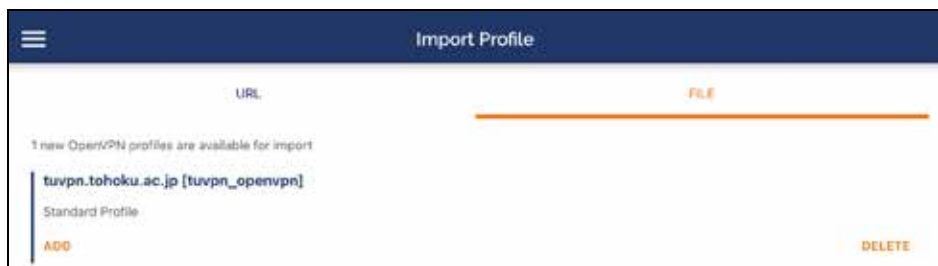 Import Profile
URL FILE
1 new OpenVPN profiles are available for import
tuvpn.tohoku.ac.jp [tuvpn_openvpn]
Standard Profile
ADD DELETE